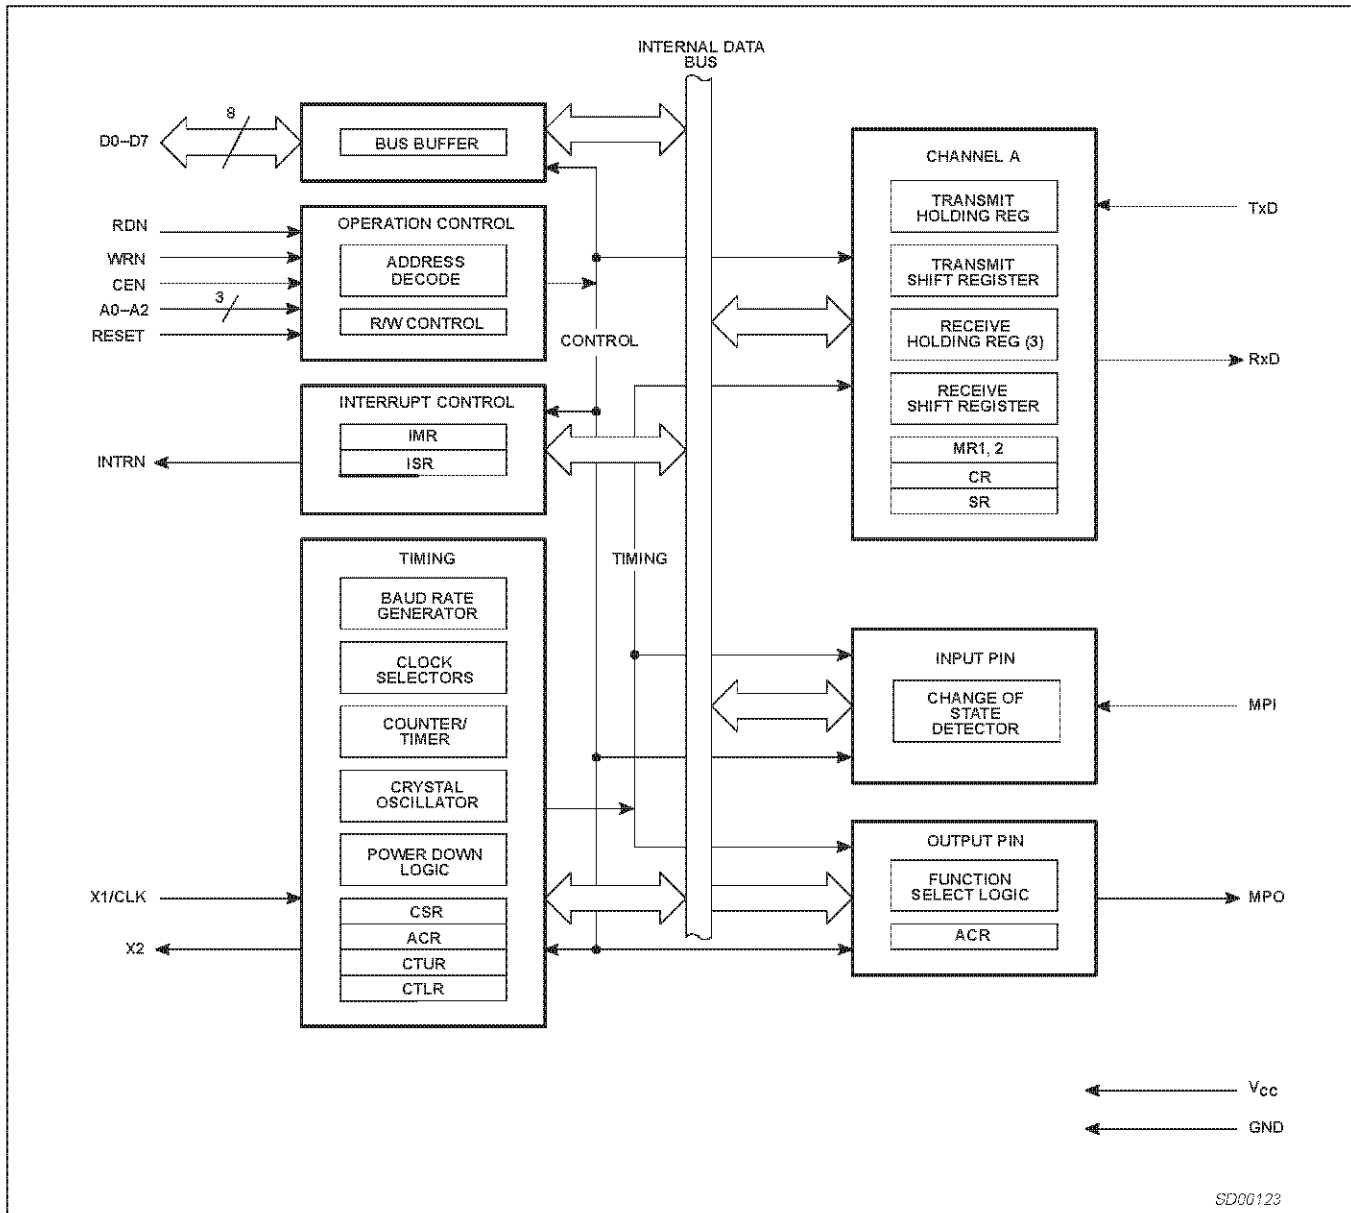 INTERNAL DATA
BUS
D0–D7
8
BUS BUFFER
RDN
WRN
CEN
A0–A2
3
RESET
OPERATION CONTROL
ADDRESS
DECODE
R/W CONTROL
CONTROL
INTRN
INTERRUPT CONTROL
IMR
ISR
TIMING
BAUD RATE
GENERATOR
CLOCK
SELECTORS
COUNTER/
TIMER
CRYSTAL
OSCILLATOR
POWER DOWN
LOGIC
CSR
ACR
CTUR
CTLR
X1/CLK
X2
TIMING
CHANNEL A
TRANSMIT
HOLDING REG
TRANSMIT
SHIFT REGISTER
RECEIVE
HOLDING REG (3)
RECEIVE
SHIFT REGISTER
MR1, 2
CR
SR
TxD
RxD
INPUT PIN
CHANGE OF
STATE
DETECTOR
MPI
OUTPUT PIN
FUNCTION
SELECT LOGIC
ACR
MPO
VCC
GND
SD00123